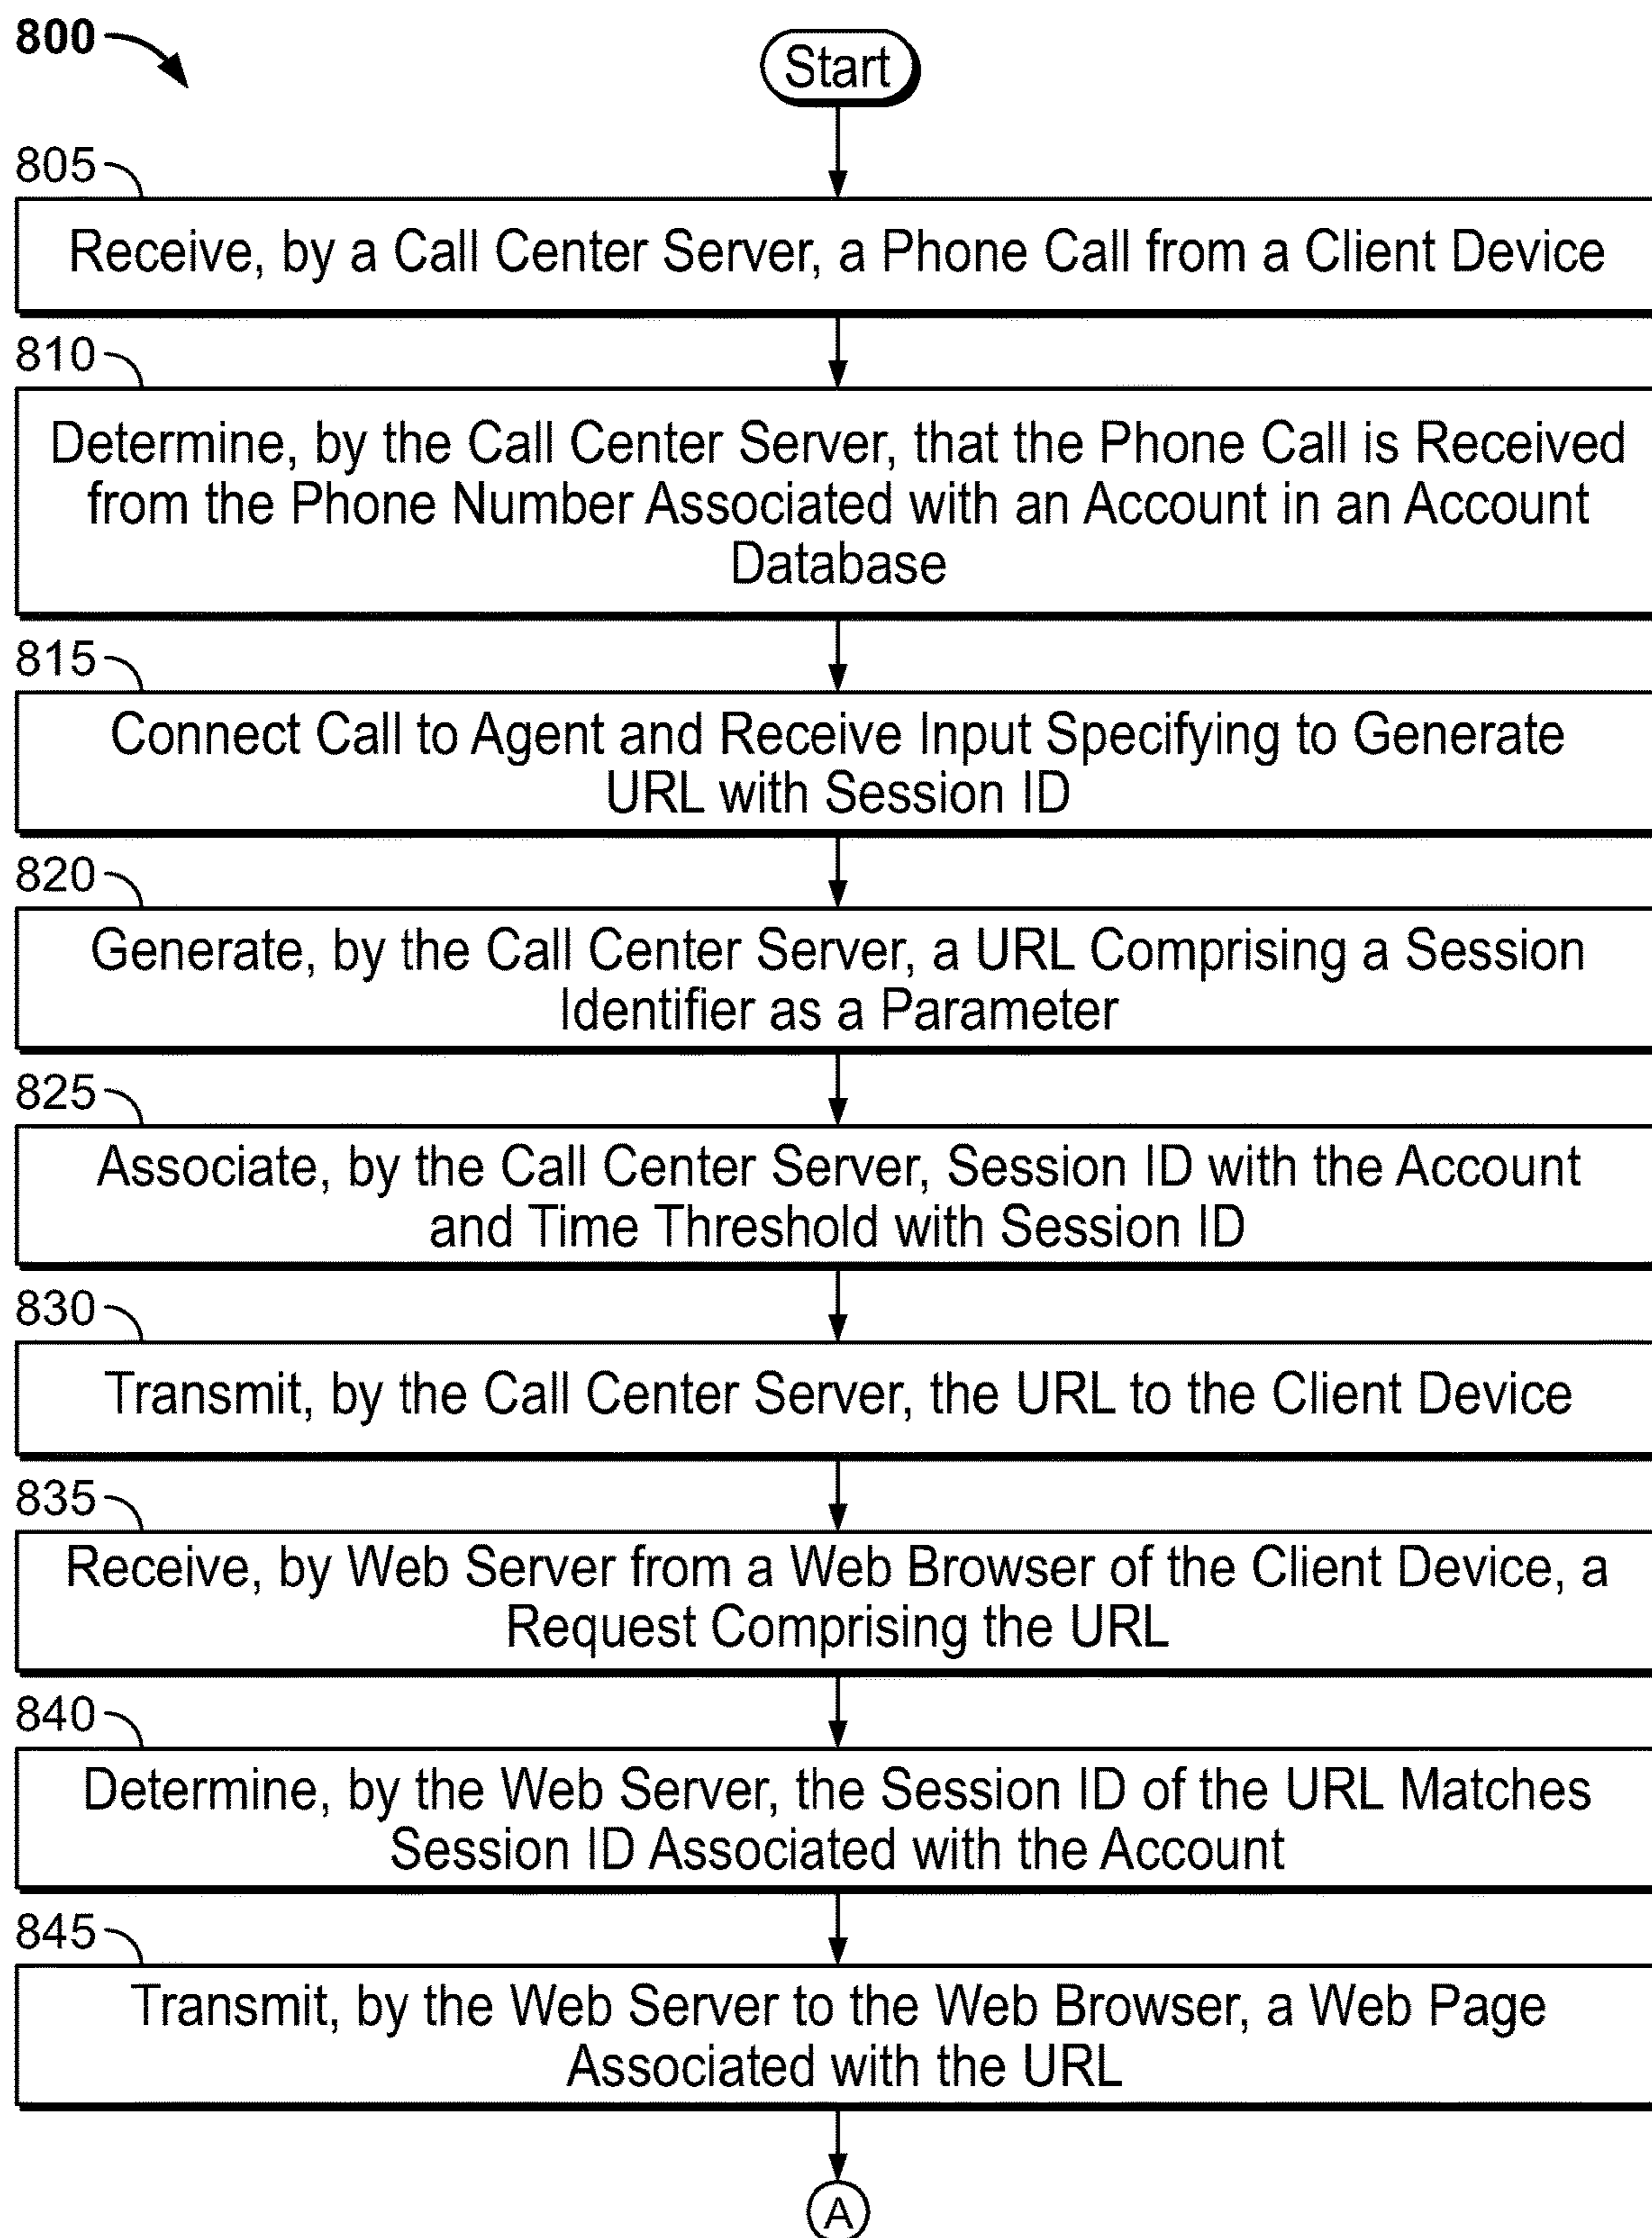 800
Start
805
Receive, by a Call Center Server, a Phone Call from a Client Device
810
Determine, by the Call Center Server, that the Phone Call is Received
from the Phone Number Associated with an Account in an Account
Database
815
Connect Call to Agent and Receive Input Specifying to Generate
URL with Session ID
820
Generate, by the Call Center Server, a URL Comprising a Session
Identifier as a Parameter
825
Associate, by the Call Center Server, Session ID with the Account
and Time Threshold with Session ID
830
Transmit, by the Call Center Server, the URL to the Client Device
835
Receive, by Web Server from a Web Browser of the Client Device, a
Request Comprising the URL
840
Determine, by the Web Server, the Session ID of the URL Matches
Session ID Associated with the Account
845
Transmit, by the Web Server to the Web Browser, a Web Page
Associated with the URL
A